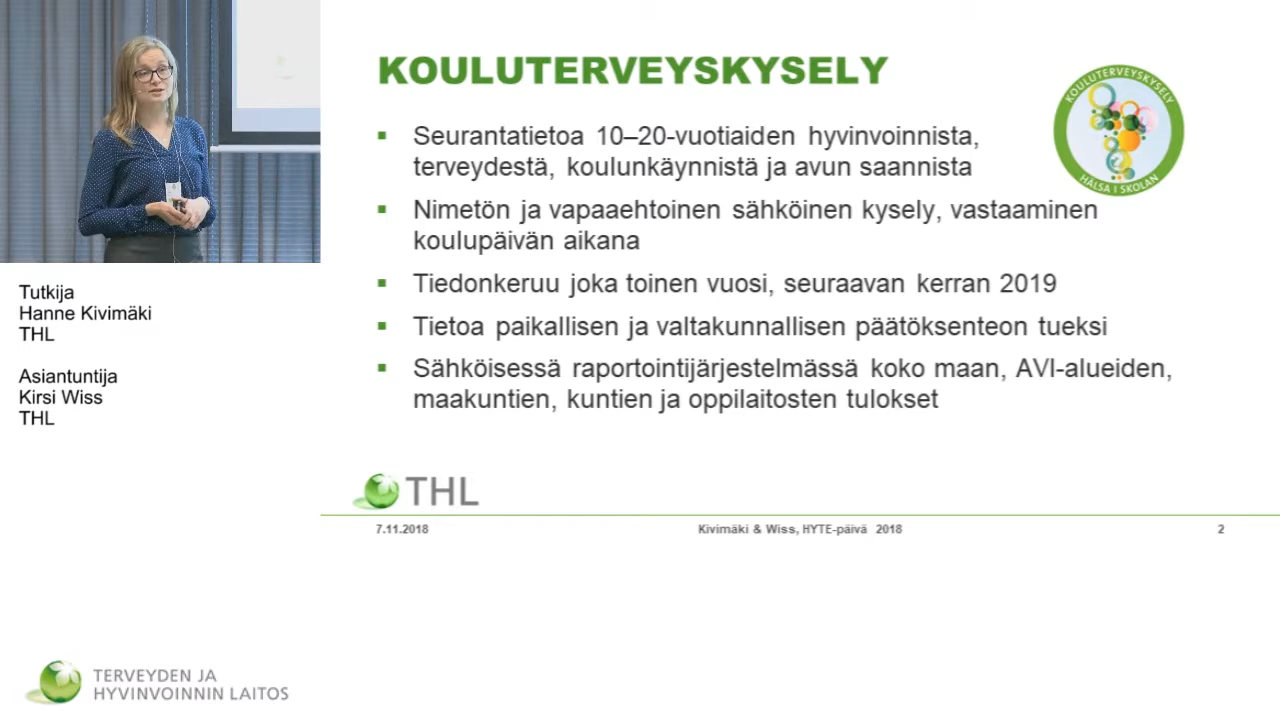 KOULUTERVEYSKYSELY
KOULUTERVEYSKYSELY
HÄLSA I SKOLAN
Seurantatietoa 10–20-vuotiaiden hyvinvoinnista,
terveydestä, koulunkäynnistä ja avun saannista
Nimetön ja vapaaehtoinen sähköinen kysely, vastaaminen
koulupäivän aikana
Tiedonkeruu joka toinen vuosi, seuraavan kerran 2019
Tietoa paikallisen ja valtakunnallisen päätöksenteon tueksi
Sähköisessä raportointijärjestelmässä koko maan, AVI-alueiden,
maakuntien, kuntien ja oppilaitosten tulokset
THL
7.11.2018 Kivimäki & Wiss, HYTE-päivä 2018 2
Tutkija
Hanne Kivimäki
THL
Asiantuntija
Kirsi Wiss
THL
TERVEYDEN JA
HYVINVOINNIN LAITOS